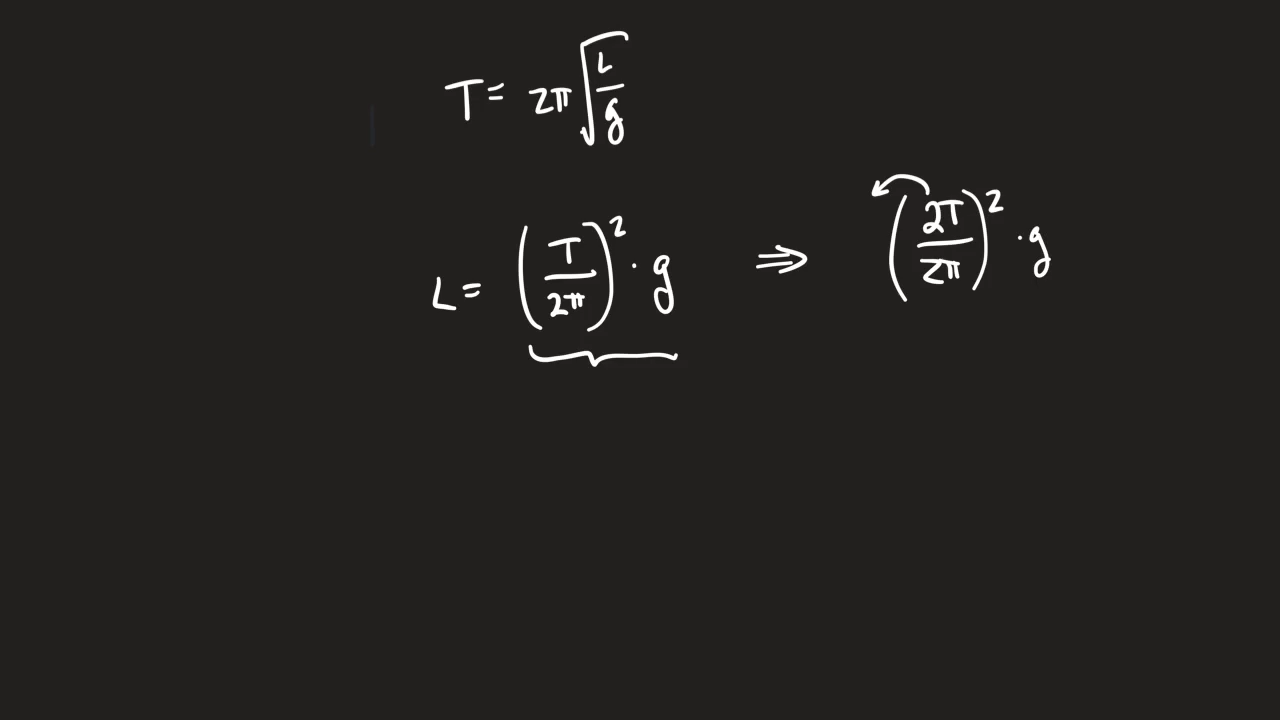 T = 2π√(L/g)
L = (T/2π)² · g ⇒ (2T/2π)² · g